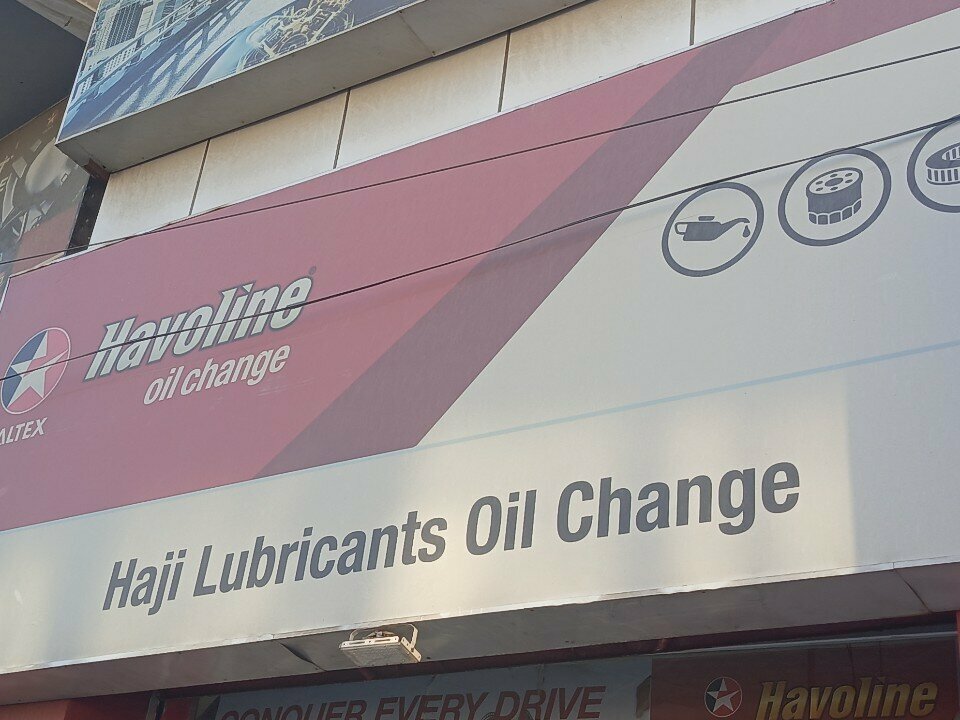 Havoline
oil change
ALTEX
Haji Lubricants Oil Change
CONQUER EVERY DRIVE
Havoline